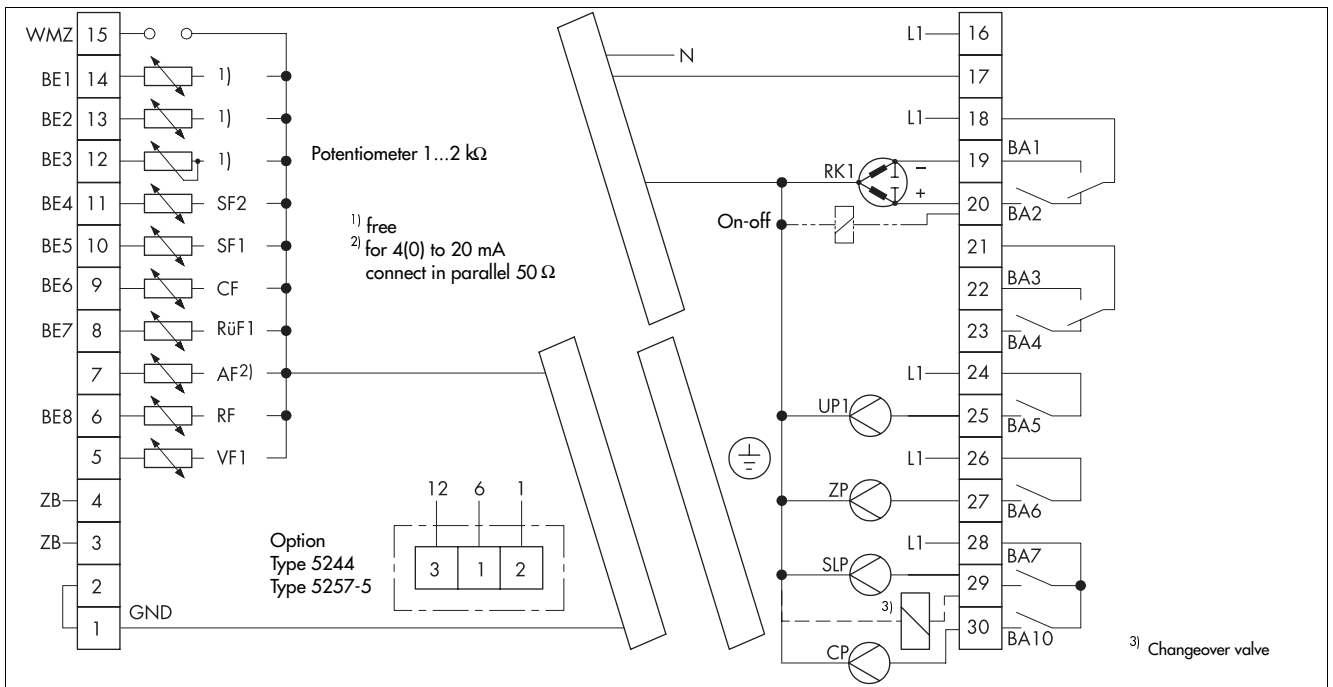 WMZ 15
BE1 14 1)
BE2 13 1)
BE3 12 1)
BE4 11 SF2
BE5 10 SF1
BE6 9 CF
BE7 8 RüF1
7 AF2)
BE8 6 RF
5 VF1
ZB 4
ZB 3
2
1 GND
Potentiometer 1...2 kΩ
1) free
2) for 4(0) to 20 mA
connect in parallel 50 Ω
Option
Type 5244
Type 5257-5
12 6 1
3 1 2
N
L1 16
17
L1 18
RK1 − 19 BA1
+ 20 BA2
On-off
21
22 BA3
23 BA4
L1 24
UP1 25 BA5
L1 26
ZP 27 BA6
L1 28 BA7
SLP 29
3)
30 BA10
CP
3) Changeover valve